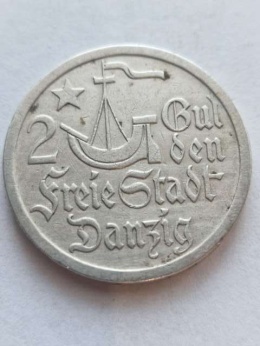 2 Gul
den
Freie Stadt
Danzig